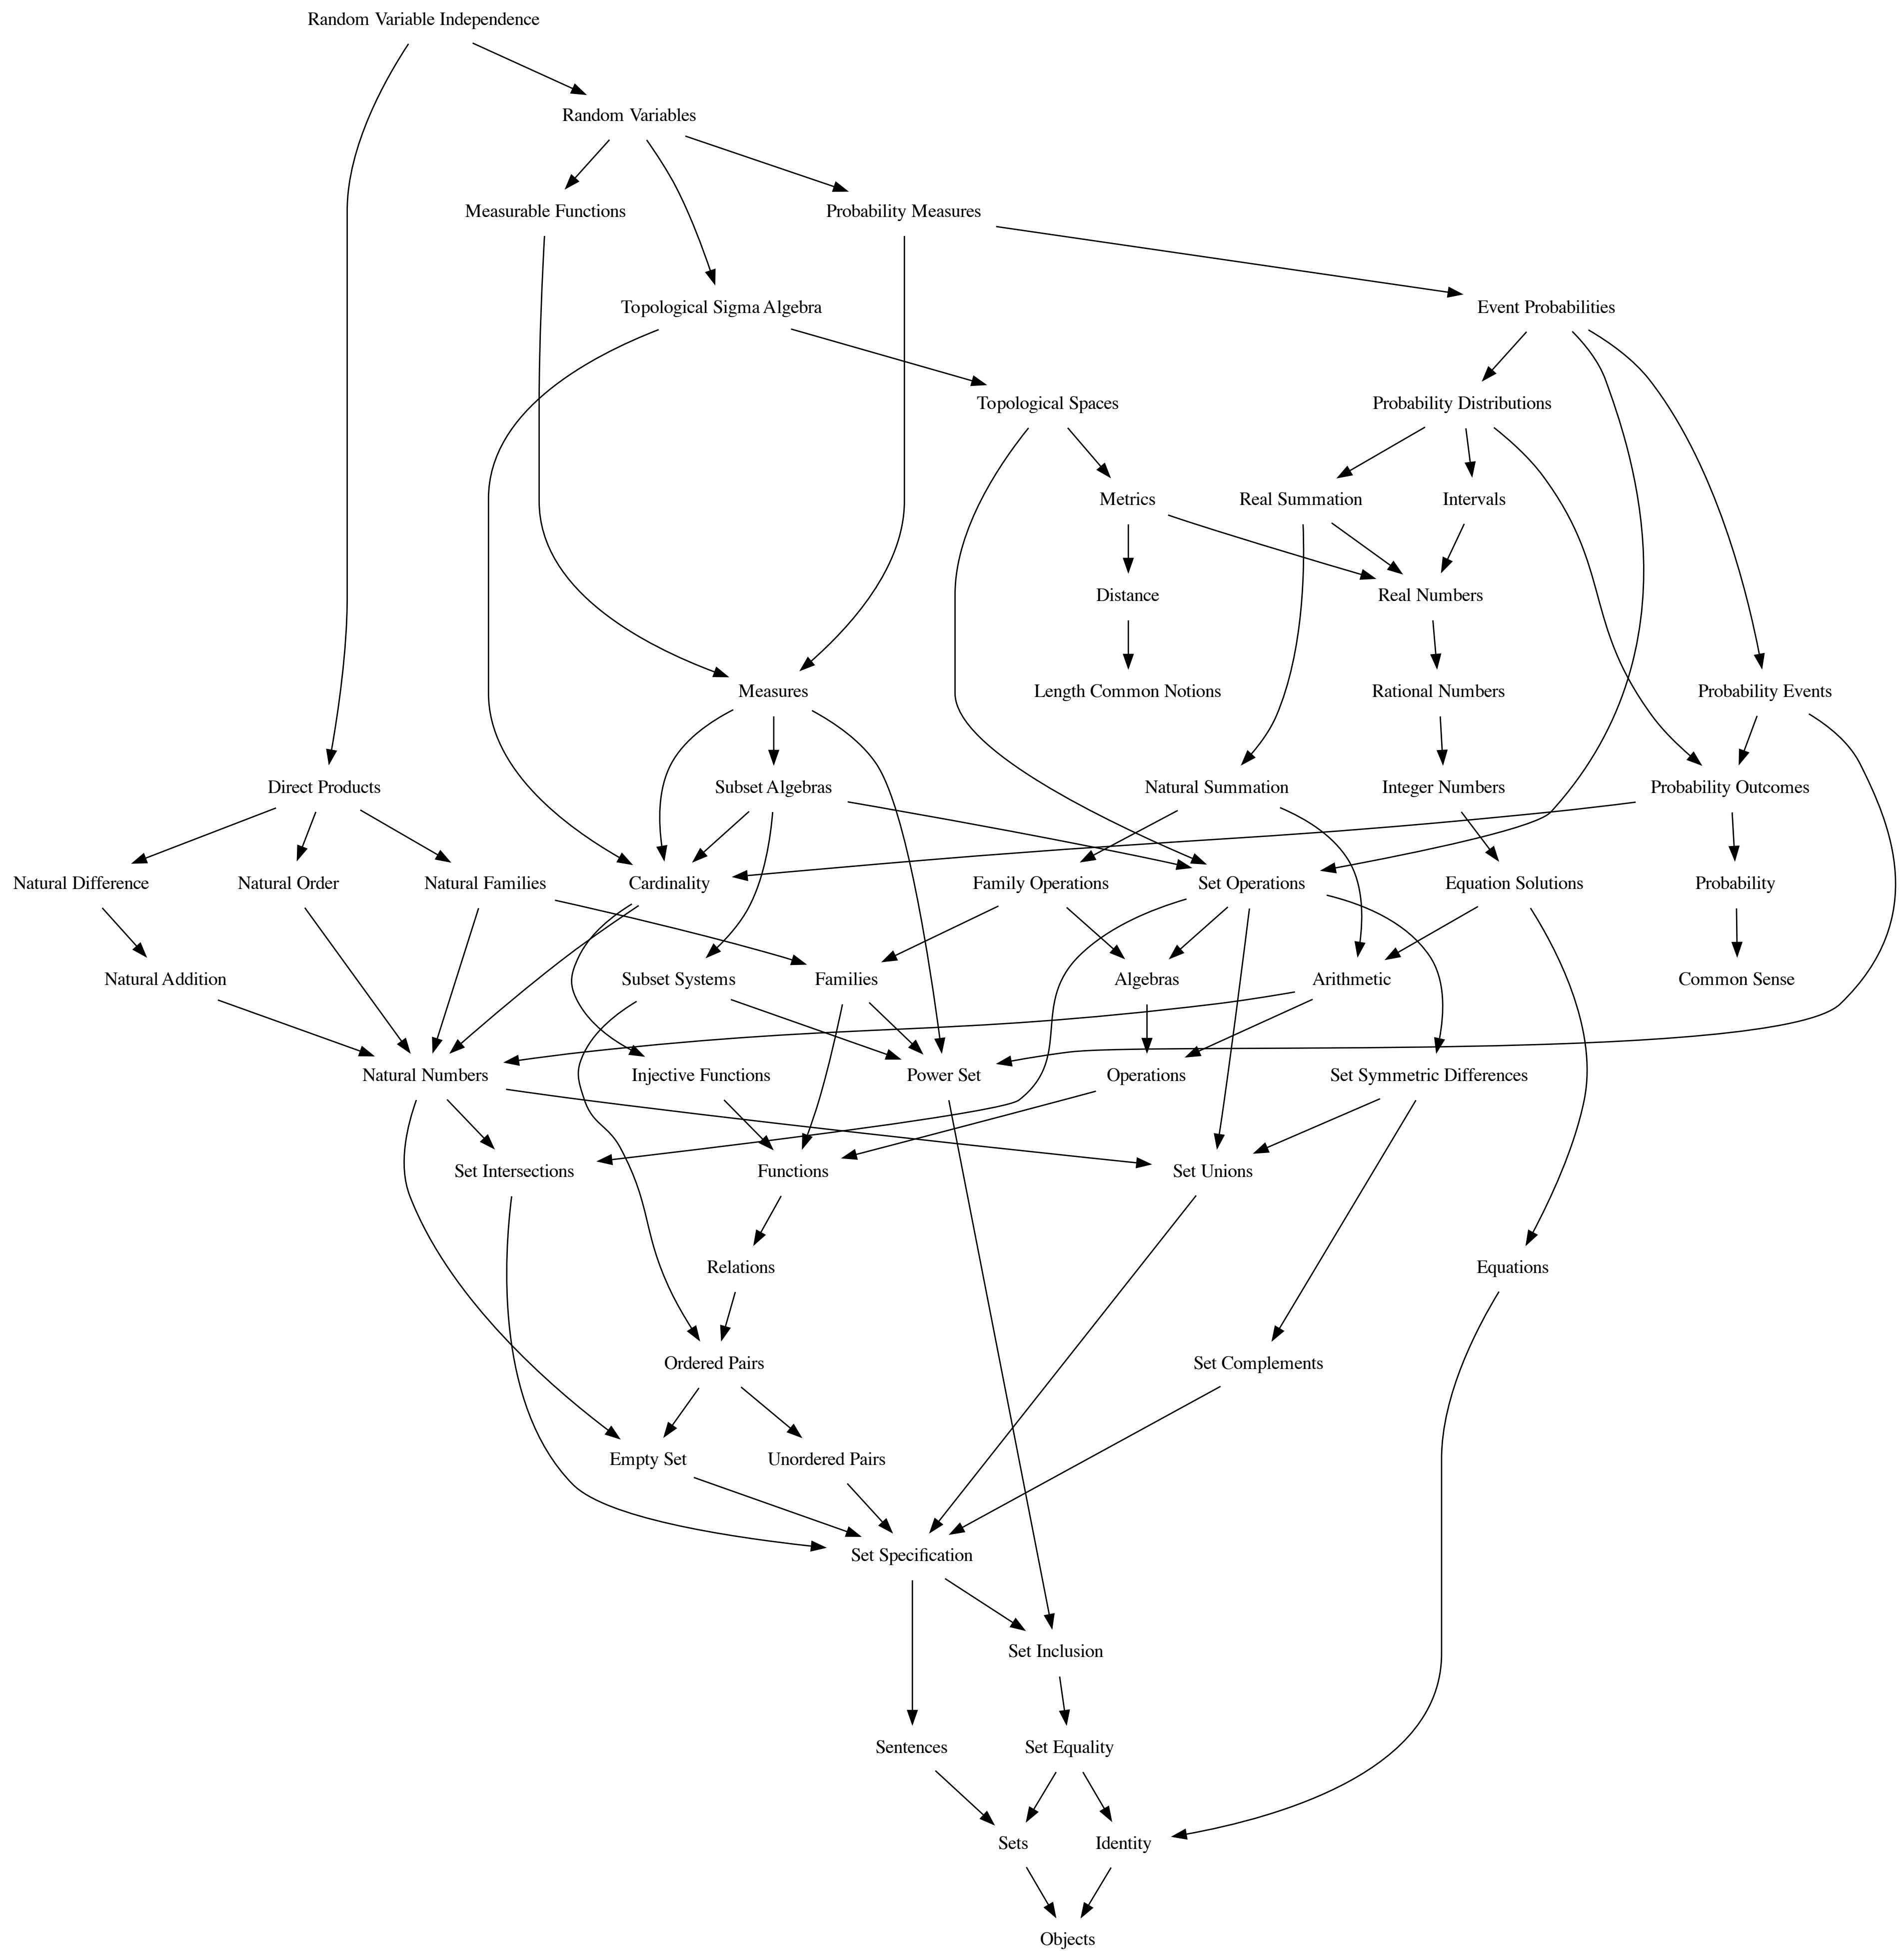 Random Variable Independence
Random Variables
Measurable Functions
Probability Measures
Topological Sigma Algebra
Event Probabilities
Topological Spaces
Probability Distributions
Metrics
Real Summation
Intervals
Distance
Real Numbers
Measures
Length Common Notions
Rational Numbers
Probability Events
Direct Products
Subset Algebras
Natural Summation
Integer Numbers
Probability Outcomes
Natural Difference
Natural Order
Natural Families
Cardinality
Family Operations
Set Operations
Equation Solutions
Probability
Natural Addition
Subset Systems
Families
Algebras
Arithmetic
Common Sense
Natural Numbers
Injective Functions
Power Set
Operations
Set Symmetric Differences
Set Intersections
Functions
Set Unions
Relations
Equations
Ordered Pairs
Set Complements
Empty Set
Unordered Pairs
Set Specification
Set Inclusion
Sentences
Set Equality
Sets
Identity
Objects